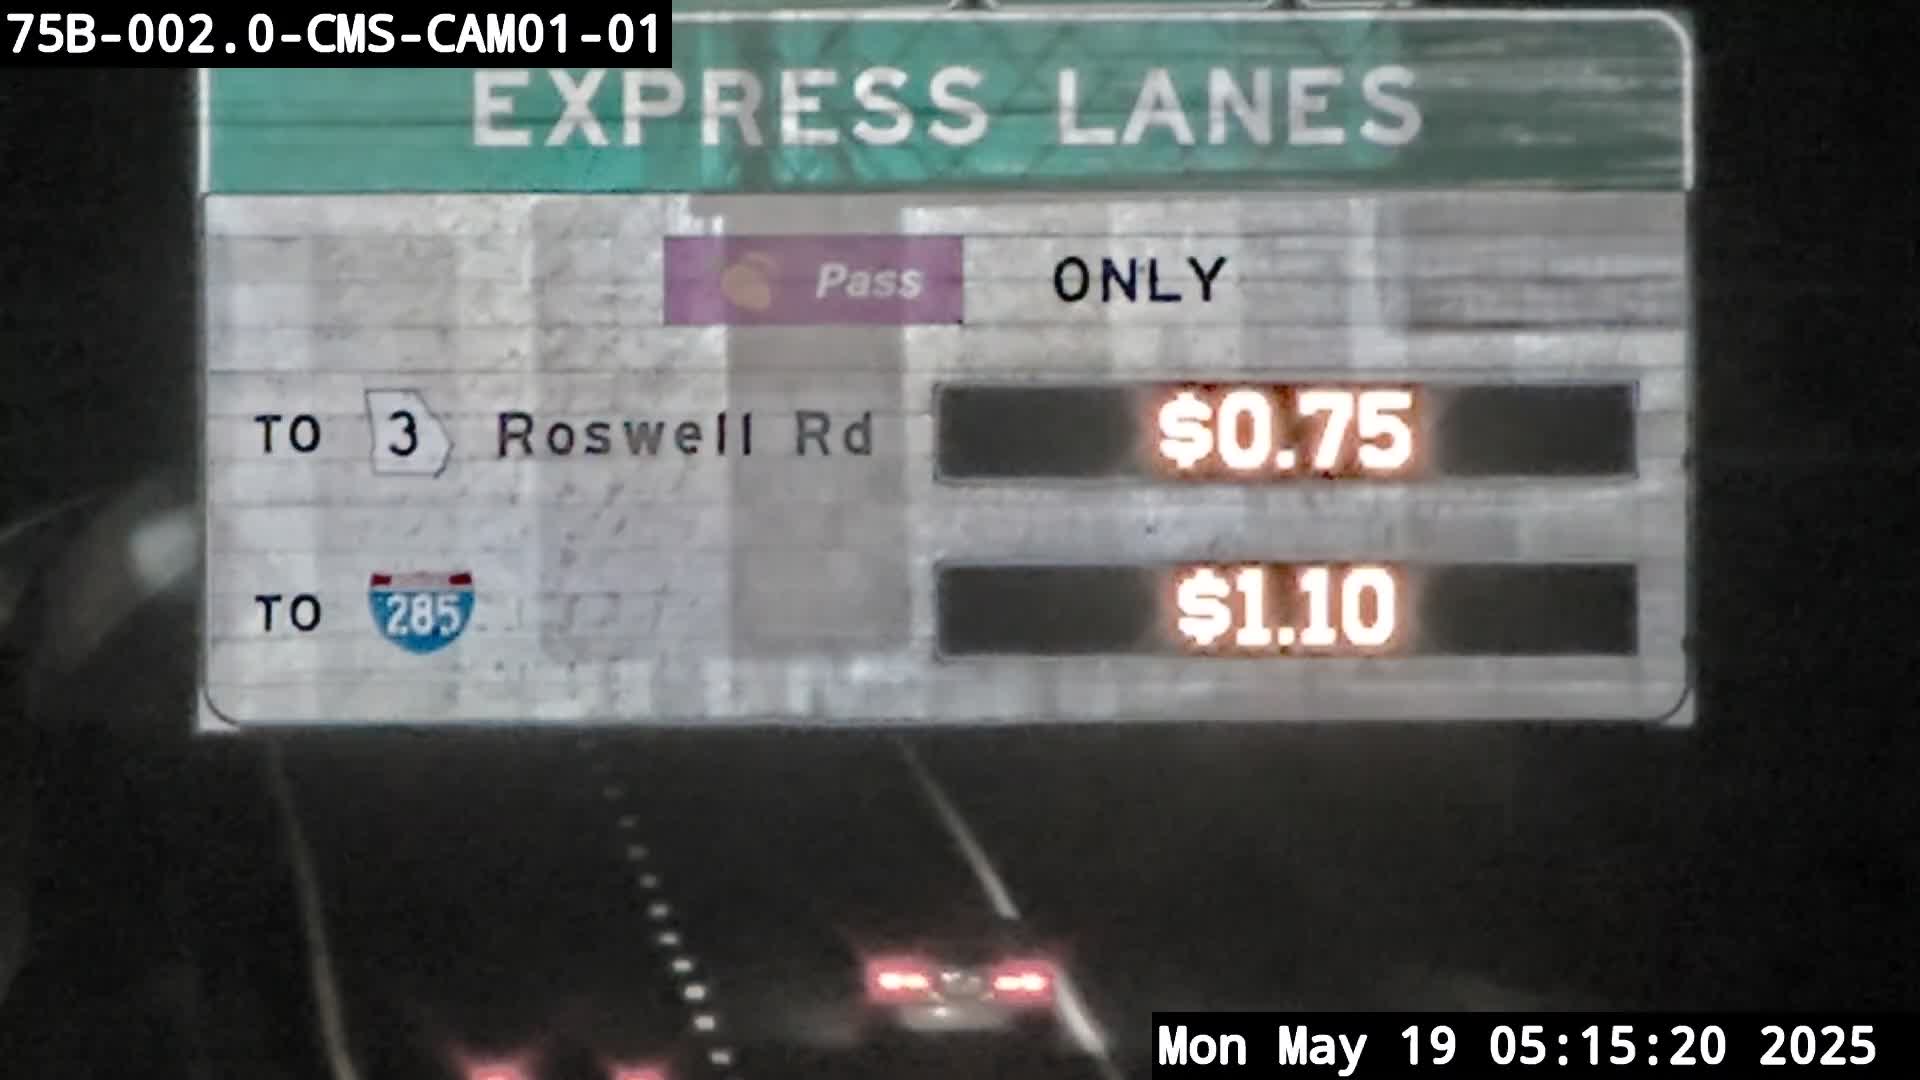 75B-002.0-CMS-CAM01-01
EXPRESS LANES
Pass ONLY
TO 3 Roswell Rd $0.75
TO 285 $1.10
Mon May 19 05:15:20 2025